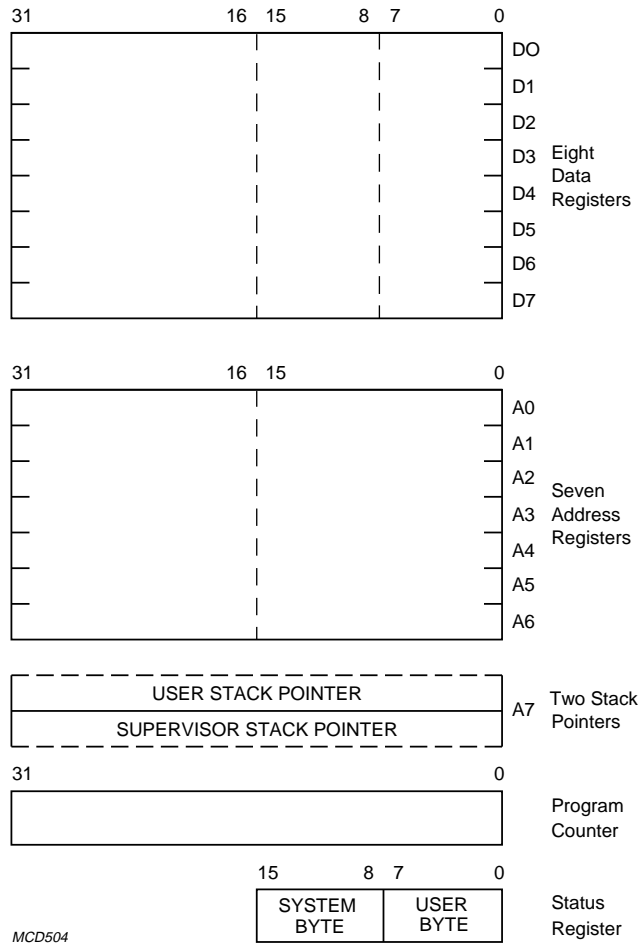 31 16 15 8 7 0
DO
D1
D2
D3 Eight
Data
D4 Registers
D5
D6
D7
31 16 15 0
A0
A1
A2
Seven
A3 Address
Registers
A4
A5
A6
USER STACK POINTER
A7 Two Stack
Pointers
SUPERVISOR STACK POINTER
31 0
Program
Counter
15 8 7 0
SYSTEM USER Status
BYTE BYTE Register
MCD504